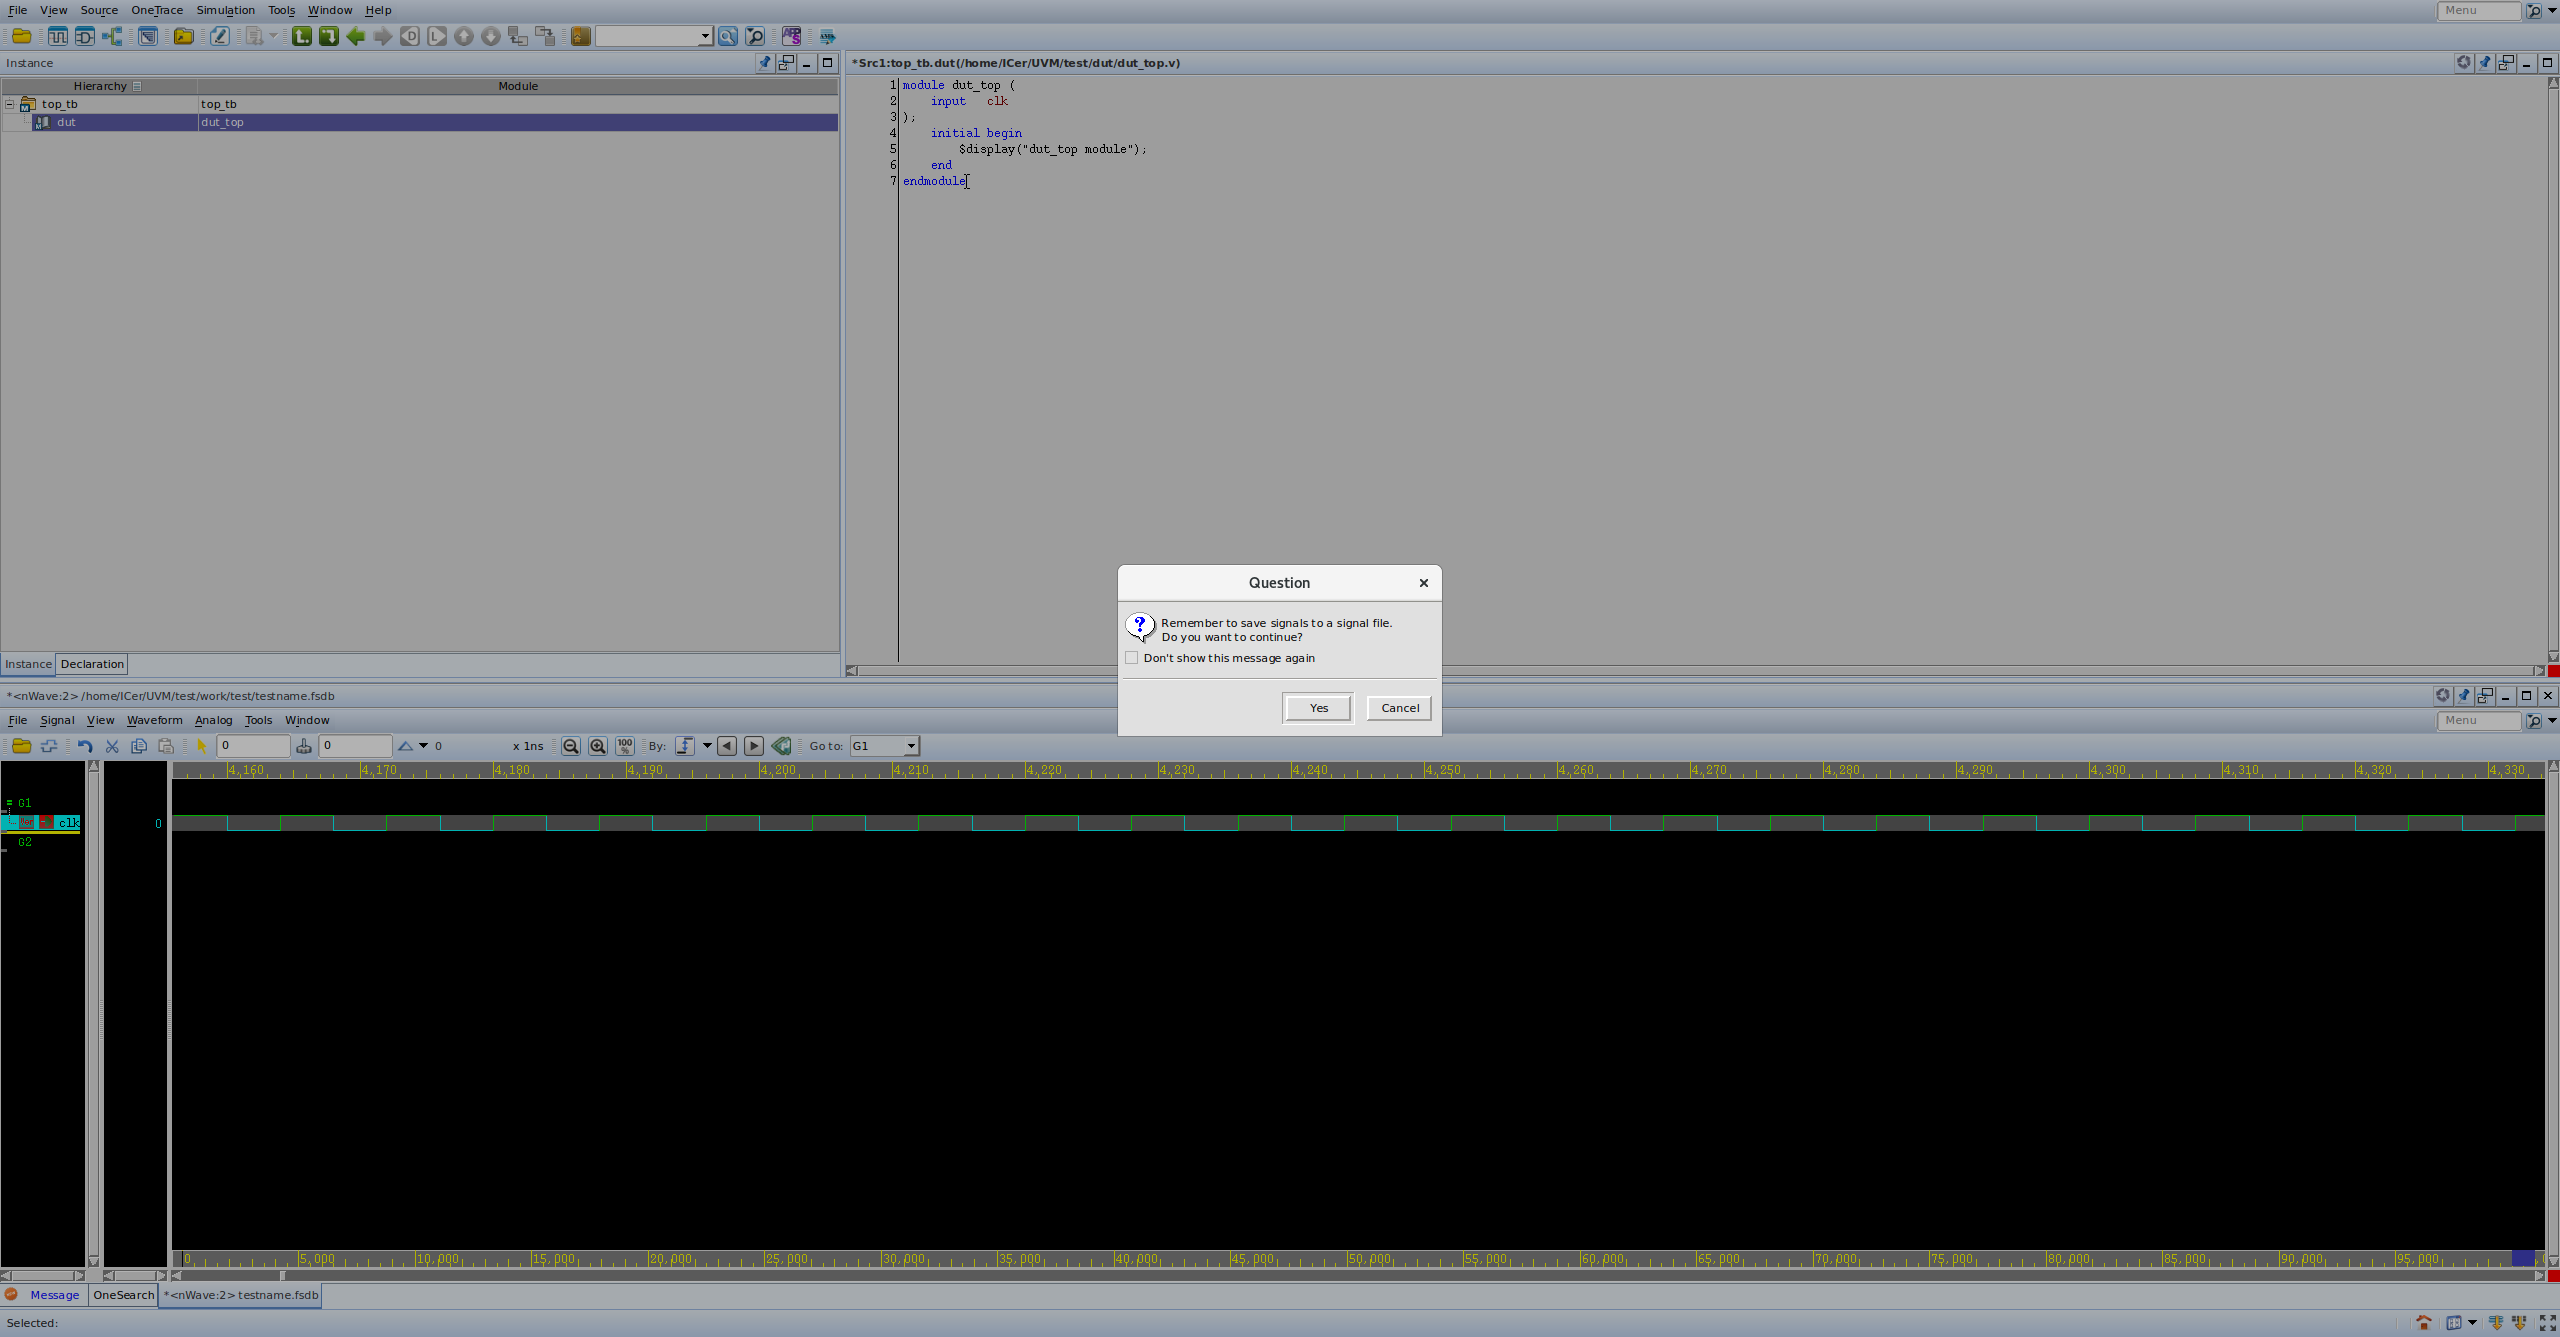 File View Source OneTrace Simulation Tools Window Help Menu
Instance
Hierarchy Module
top_tb top_tb
dut dut_top
Instance Declaration
*Src1:top_tb.dut(/home/ICer/UVM/test/dut/dut_top.v)
1 module dut_top (
2 input clk
3 );
4 initial begin
5 $display("dut_top module");
6 end
7 endmodule
Question
Remember to save signals to a signal file.
Do you want to continue?
Don't show this message again
Yes Cancel
*<nWave:2> /home/ICer/UVM/test/work/test/testname.fsdb
File Signal View Waveform Analog Tools Window Menu
0 0 0 x 1ns 100% By: Go to: G1
4,160 4,170 4,180 4,190 4,200 4,210 4,220 4,230 4,240 4,250 4,260 4,270 4,280 4,290 4,300 4,310 4,320 4,330
G1
clk 0
G2
0 5,000 10,000 15,000 20,000 25,000 30,000 35,000 40,000 45,000 50,000 55,000 60,000 65,000 70,000 75,000 80,000 85,000 90,000 95,000
Message OneSearch *<nWave:2> testname.fsdb
Selected: